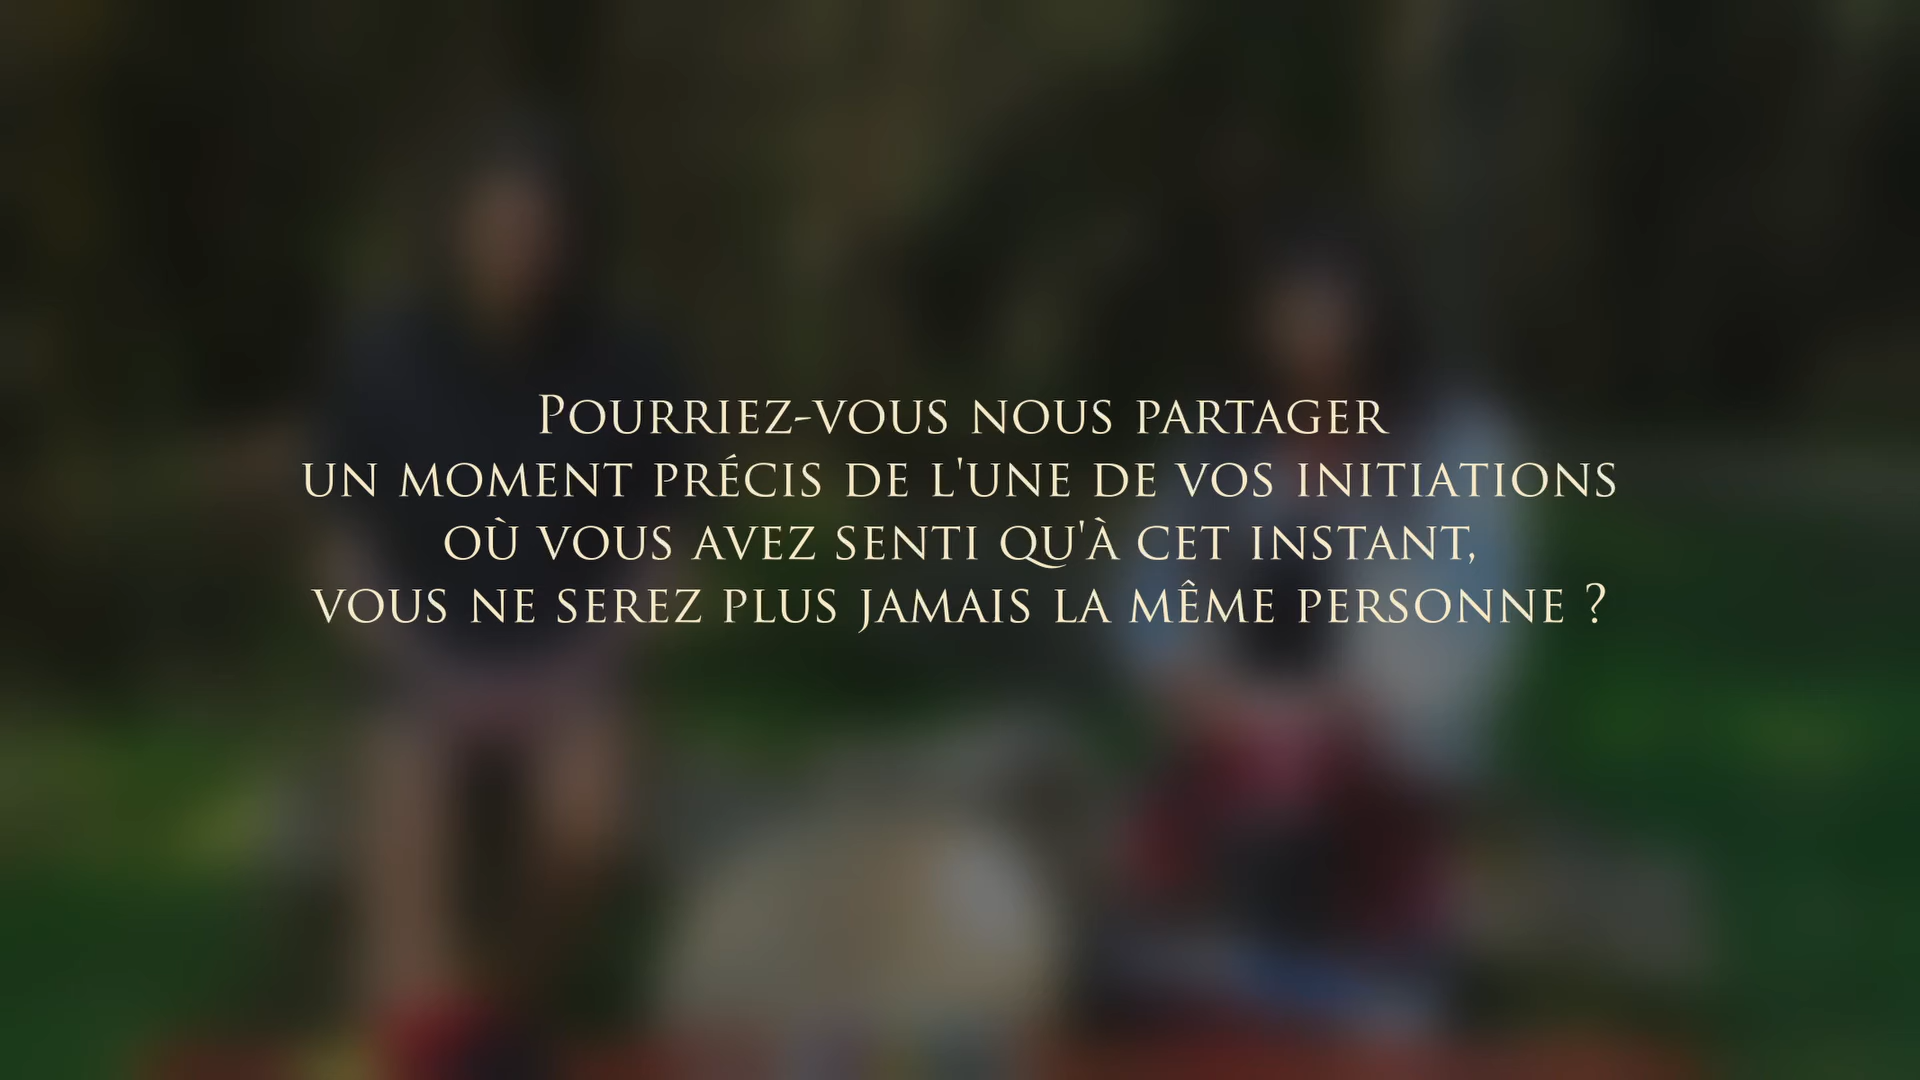 Pourriez-vous nous partager
un moment précis de l'une de vos initiations
où vous avez senti qu'à cet instant,
vous ne serez plus jamais la même personne ?